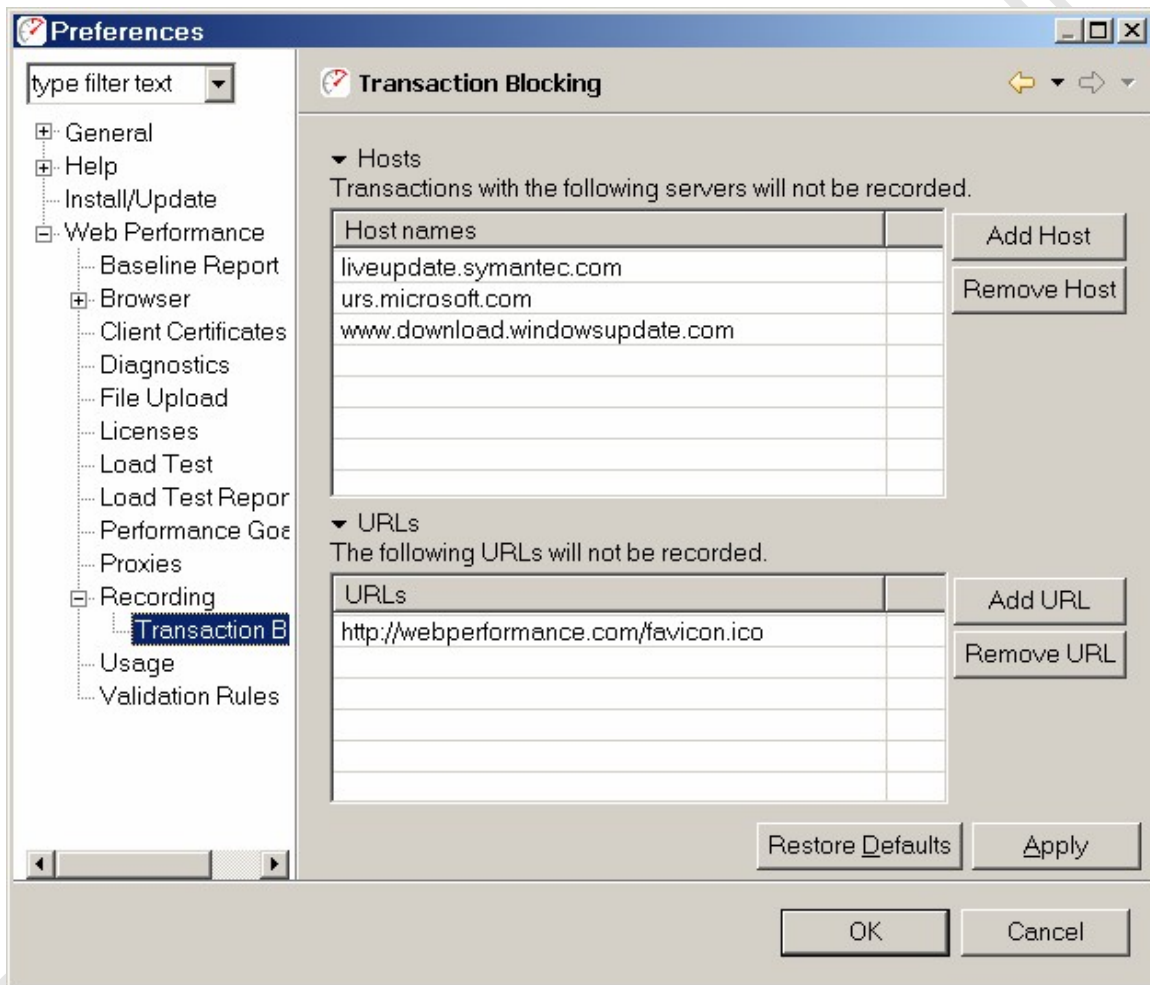 Preferences
type filter text
General
Help
Install/Update
Web Performance
Baseline Report
Browser
Client Certificates
Diagnostics
File Upload
Licenses
Load Test
Load Test Repor
Performance Goa
Proxies
Recording
Transaction B
Usage
Validation Rules
Transaction Blocking
Hosts
Transactions with the following servers will not be recorded.
Host names
liveupdate.symantec.com
urs.microsoft.com
www.download.windowsupdate.com
Add Host
Remove Host
URLs
The following URLs will not be recorded.
URLs
http://webperformance.com/favicon.ico
Add URL
Remove URL
Restore Defaults
Apply
OK
Cancel